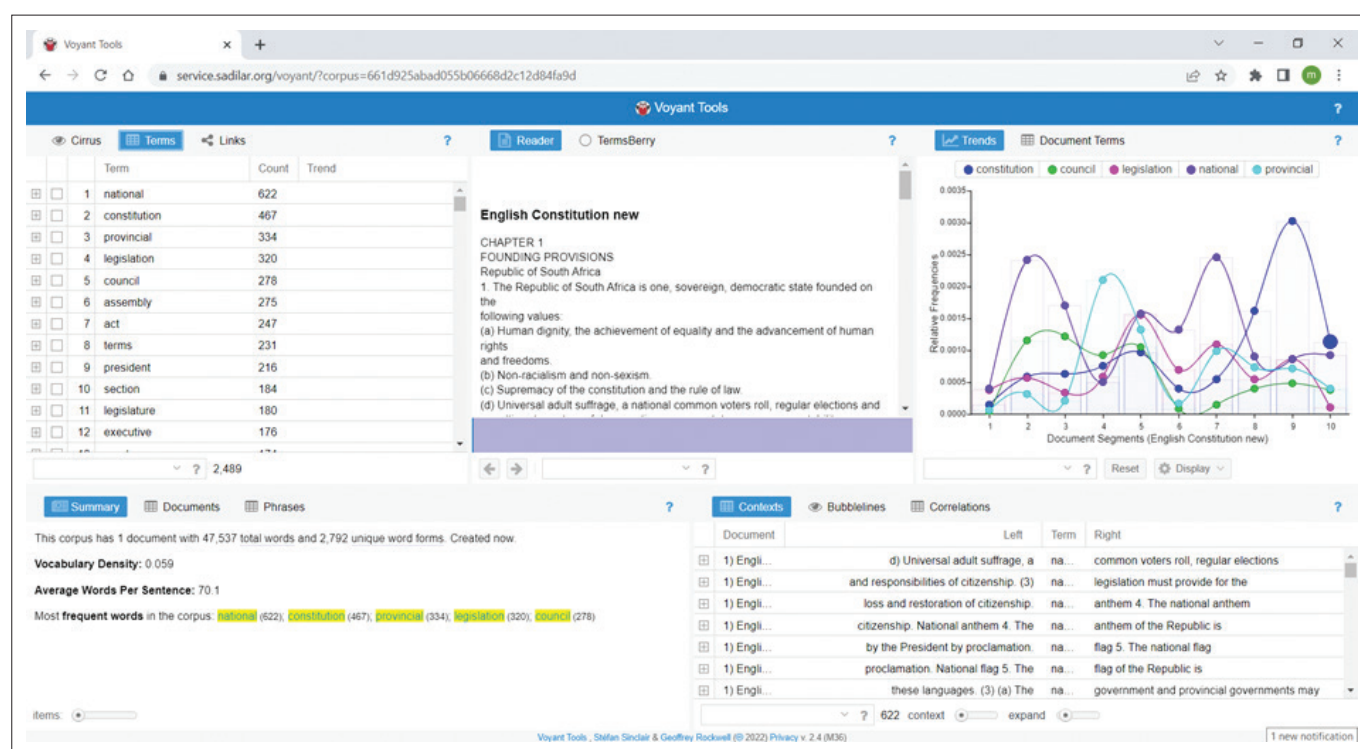 Voyant Tools
service.sadilar.org/voyant/?corpus=661d925abad055b06668d2c12d84fa9d
m
Voyant Tools ?
Cirrus Terms Links ?
Term Count Trend
1 national 622
2 constitution 467
3 provincial 334
4 legislation 320
5 council 278
6 assembly 275
7 act 247
8 terms 231
9 president 216
10 section 184
11 legislature 180
12 executive 176
? 2,489
Reader TermsBerry ?
English Constitution new
CHAPTER 1
FOUNDING PROVISIONS
Republic of South Africa
1. The Republic of South Africa is one, sovereign, democratic state founded on
the
following values:
(a) Human dignity, the achievement of equality and the advancement of human
rights
and freedoms.
(b) Non-racialism and non-sexism.
(c) Supremacy of the constitution and the rule of law.
(d) Universal adult suffrage, a national common voters roll, regular elections and
?
Trends Document Terms ?
constitution council legislation national provincial
Relative Frequencies
0.0035
0.0030
0.0025
0.0020
0.0015
0.0010
0.0005
0.0000
1 2 3 4 5 6 7 8 9 10
Document Segments (English Constitution new)
? Reset Display
Summary Documents Phrases ?
This corpus has 1 document with 47,537 total words and 2,792 unique word forms. Created now.
Vocabulary Density: 0.059
Average Words Per Sentence: 70.1
Most frequent words in the corpus: national (622); constitution (467); provincial (334); legislation (320); council (278)
items:
Contexts Bubblelines Correlations ?
Document Left Term Right
1) Engli... d) Universal adult suffrage, a na... common voters roll, regular elections
1) Engli... and responsibilities of citizenship. (3) na... legislation must provide for the
1) Engli... loss and restoration of citizenship. na... anthem 4. The national anthem
1) Engli... citizenship. National anthem 4. The na... anthem of the Republic is
1) Engli... by the President by proclamation. na... flag 5. The national flag
1) Engli... proclamation. National flag 5. The na... flag of the Republic is
1) Engli... these languages. (3) (a) The na... government and provincial governments may
? 622 context expand
Voyant Tools , Stéfan Sinclair & Geoffrey Rockwell (© 2022) Privacy v. 2.4 (M36)
1 new notification